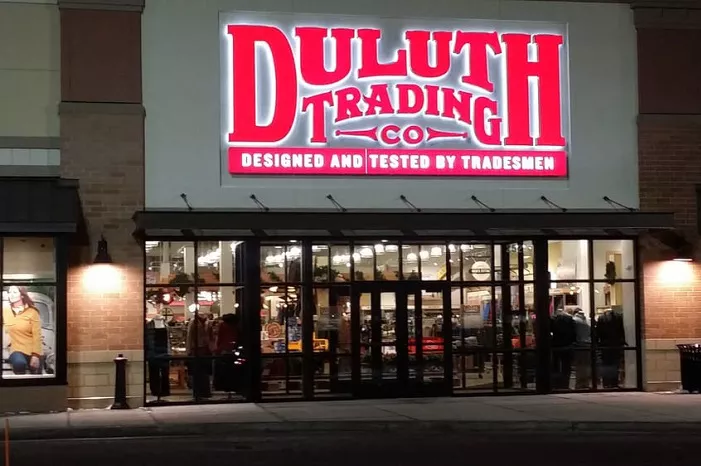 DULUTH
TRADING
CO
DESIGNED AND TESTED BY TRADESMEN